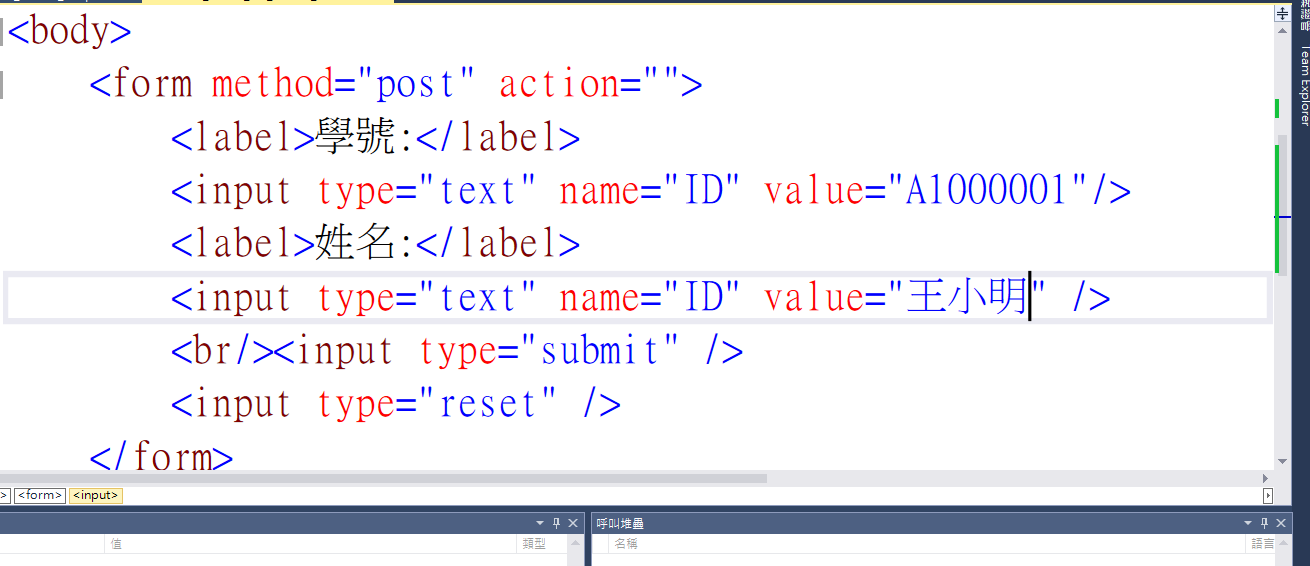 <body>
<form method="post" action="">
<label>學號:</label>
<input type="text" name="ID" value="A1000001"/>
<label>姓名:</label>
<input type="text" name="ID" value="王小明" />
<br/><input type="submit" />
<input type="reset" />
</form>
Team Explorer
> <form> <input>
呼叫堆疊
值 類型
名稱 語言